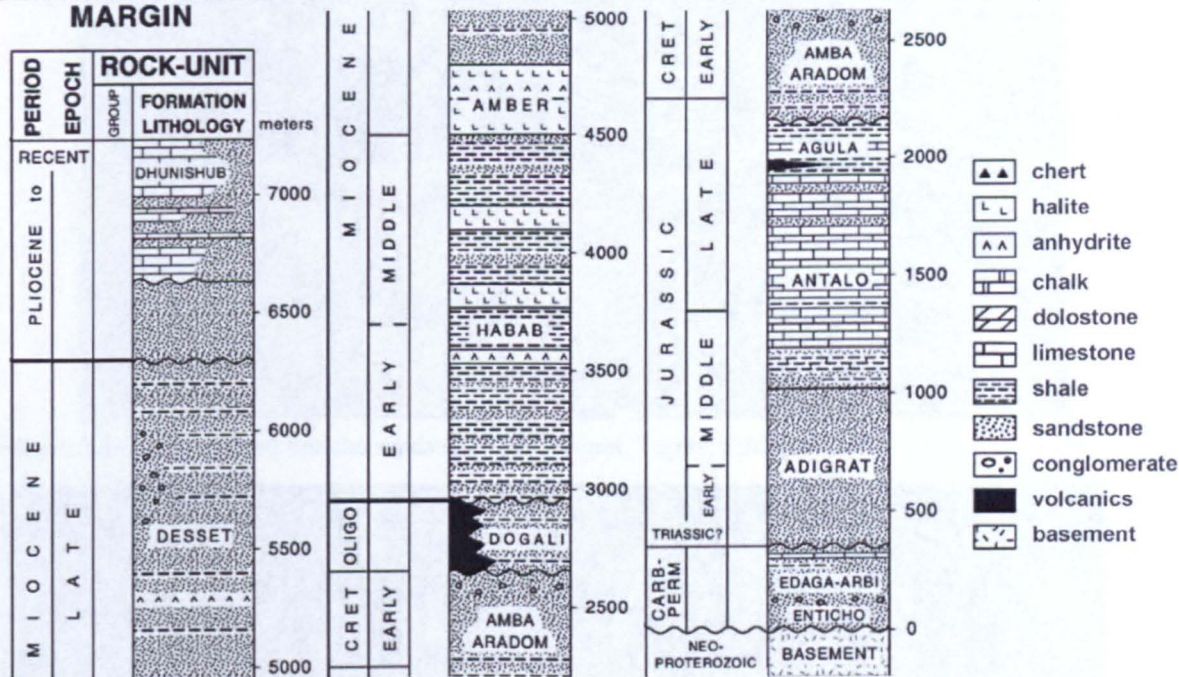 MARGIN
PERIOD
EPOCH
ROCK-UNIT
GROUP
FORMATION
LITHOLOGY
meters
RECENT
PLIOCENE to
DHUNISHUB
7000
6500
MIOCENE
LATE
6000
DESSET
5500
5000
MIOCENE
MIDDLE
EARLY
5000
AMBER
4500
4000
HABAB
3500
3000
OLIGO
DOGALI
CRET
EARLY
AMBA
ARADOM
2500
CRET
EARLY
AMBA
ARADOM
2500
JURASSIC
LATE
AGULA
2000
ANTALO
1500
MIDDLE
1000
EARLY
ADIGRAT
500
TRIASSIC?
CARB-
PERM
EDAGA-ARBI
ENTICHO
0
NEO-
PROTEROZOIC
BASEMENT
chert
halite
anhydrite
chalk
dolostone
limestone
shale
sandstone
conglomerate
volcanics
basement